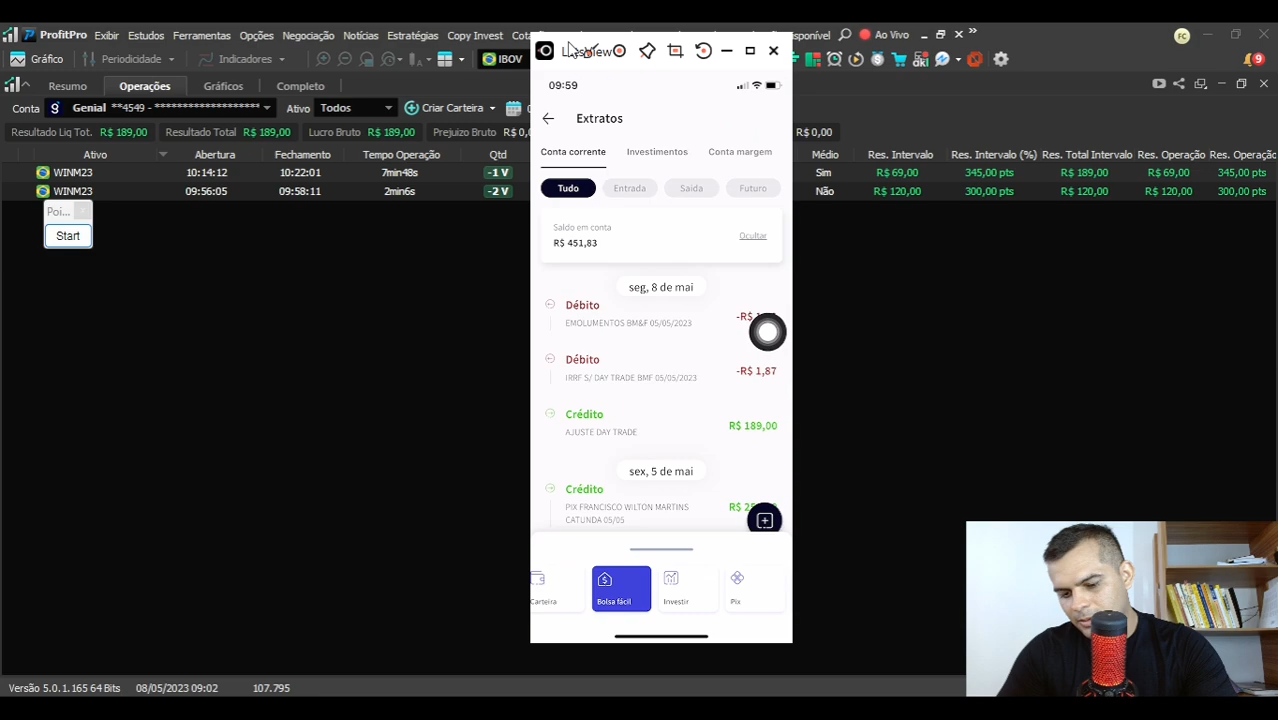 ProfitPro Exibir Estudos Ferramentas Opções Negociação Notícias Estratégias Copy Invest
Ao Vivo
FC
Gráfico Periodicidade Indicadores IBOV
9
Resumo Operações Gráficos Completo
Conta Genial **4549 - ******************** Ativo Todos Criar Carteira
Resultado Liq Tot. R$ 189,00 Resultado Total R$ 189,00 Lucro Bruto R$ 189,00 Prejuizo Bruto
R$ 0,00
Ativo Abertura Fechamento Tempo Operação Qtd
Médio Res. Intervalo Res. Intervalo (%) Res. Total Intervalo Res. Operação Res. Operação
WINM23 10:14:12 10:22:01 7min48s -1 V
Sim R$ 69,00 345,00 pts R$ 189,00 R$ 69,00 345,00 pts
WINM23 09:56:05 09:58:11 2min6s -2 V
Não R$ 120,00 300,00 pts R$ 120,00 R$ 120,00 300,00 pts
Poi...
Start
09:59
Extratos
Conta corrente Investimentos Conta margem
Tudo Entrada Saida Futuro
Saldo em conta
R$ 451,83
Ocultar
seg, 8 de mai
Débito
EMOLUMENTOS BM&F 05/05/2023
Débito
-R$ 1,87
IRRF S/ DAY TRADE BMF 05/05/2023
Crédito
R$ 189,00
AJUSTE DAY TRADE
sex, 5 de mai
Crédito
PIX FRANCISCO WILTON MARTINS
CATUNDA 05/05
Carteira Bolsa fácil Investir Pix
Versão 5.0.1.165 64 Bits 08/05/2023 09:02 107.795